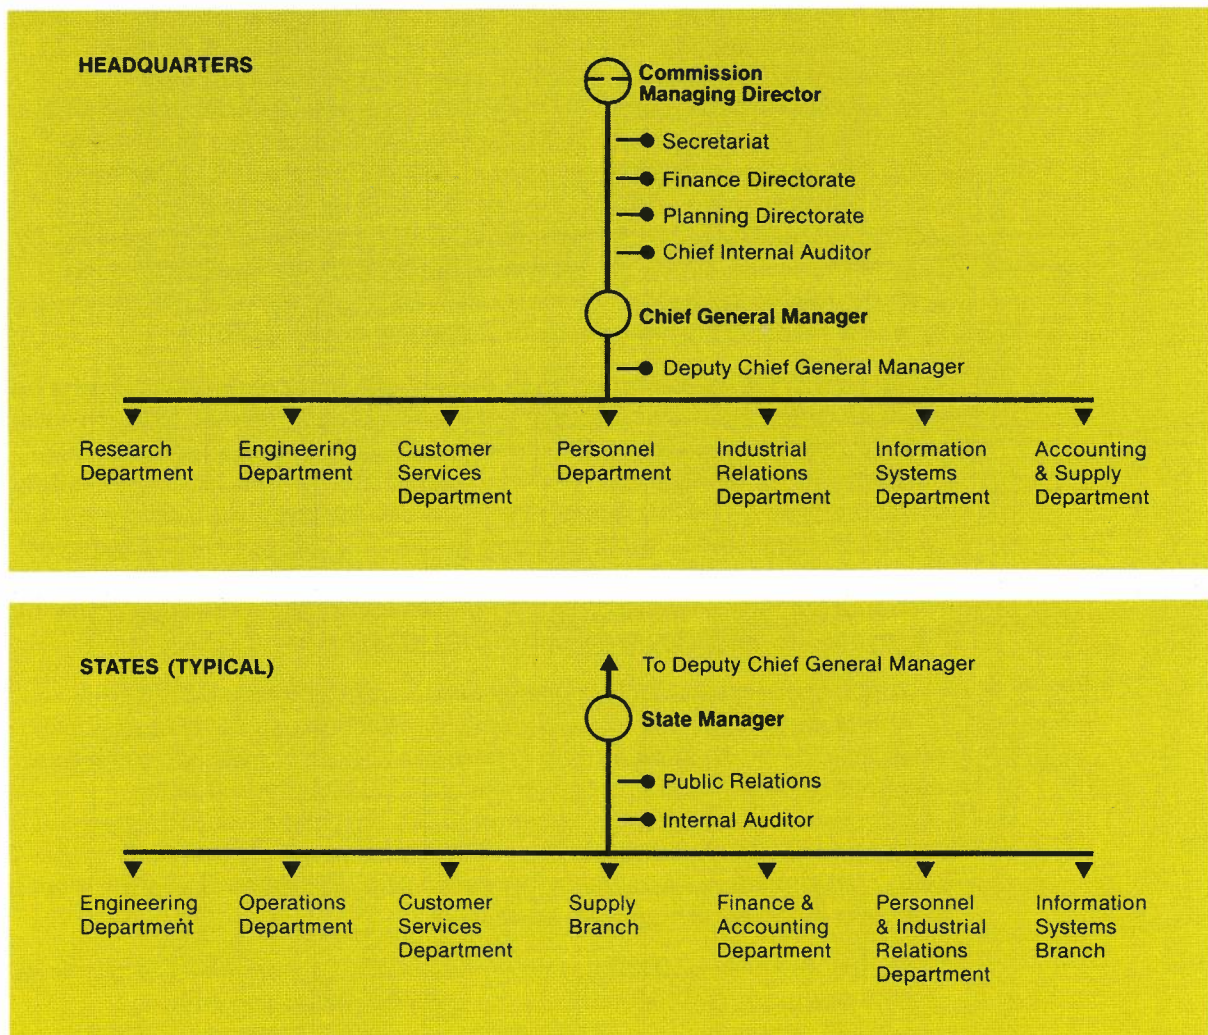 HEADQUARTERS
Commission
Managing Director
Secretariat
Finance Directorate
Planning Directorate
Chief Internal Auditor
Chief General Manager
Deputy Chief General Manager
Research
Department
Engineering
Department
Customer
Services
Department
Personnel
Department
Industrial
Relations
Department
Information
Systems
Department
Accounting
& Supply
Department
STATES (TYPICAL)
To Deputy Chief General Manager
State Manager
Public Relations
Internal Auditor
Engineering
Department
Operations
Department
Customer
Services
Department
Supply
Branch
Finance &
Accounting
Department
Personnel
& Industrial
Relations
Department
Information
Systems
Branch